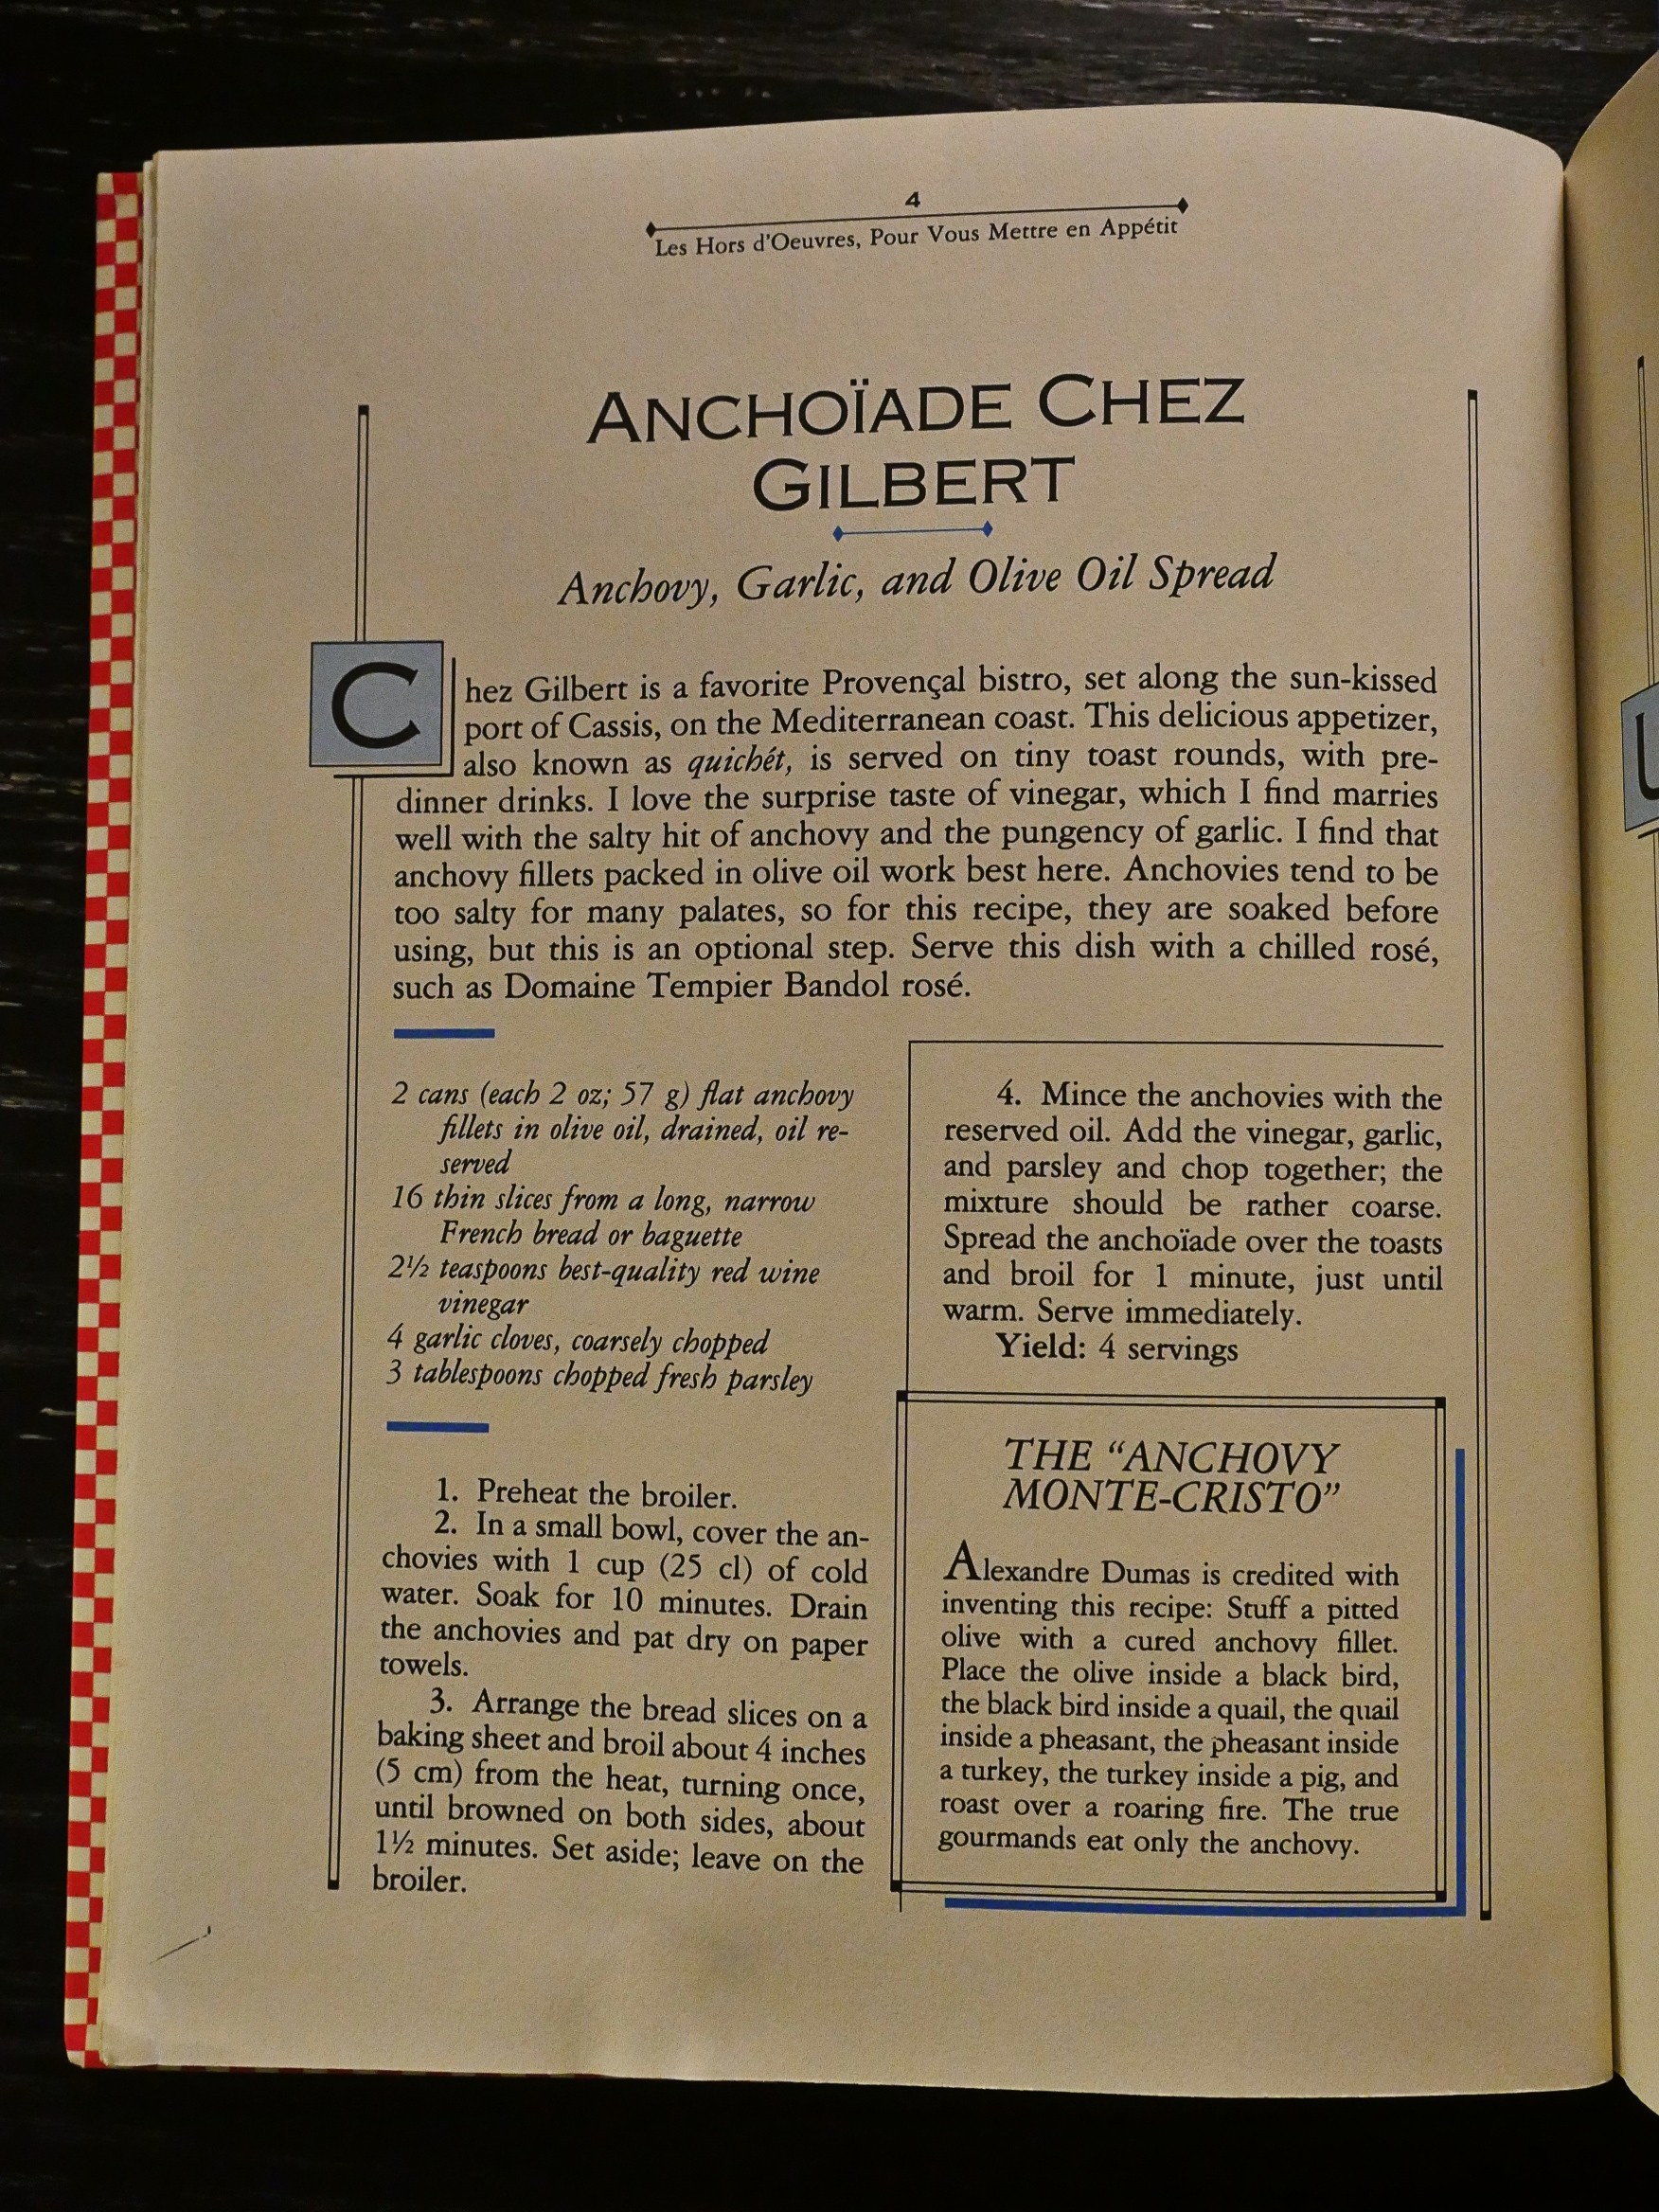 4
Les Hors d'Oeuvres, Pour Vous Mettre en Appétit
ANCHOÏADE CHEZ
GILBERT
Anchovy, Garlic, and Olive Oil Spread
Chez Gilbert is a favorite Provençal bistro, set along the sun-kissed
port of Cassis, on the Mediterranean coast. This delicious appetizer,
also known as quichét, is served on tiny toast rounds, with pre-
dinner drinks. I love the surprise taste of vinegar, which I find marries
well with the salty hit of anchovy and the pungency of garlic. I find that
anchovy fillets packed in olive oil work best here. Anchovies tend to be
too salty for many palates, so for this recipe, they are soaked before
using, but this is an optional step. Serve this dish with a chilled rosé,
such as Domaine Tempier Bandol rosé.
2 cans (each 2 oz; 57 g) flat anchovy
fillets in olive oil, drained, oil re-
served
16 thin slices from a long, narrow
French bread or baguette
2½ teaspoons best-quality red wine
vinegar
4 garlic cloves, coarsely chopped
3 tablespoons chopped fresh parsley
1. Preheat the broiler.
2. In a small bowl, cover the an-
chovies with 1 cup (25 cl) of cold
water. Soak for 10 minutes. Drain
the anchovies and pat dry on paper
towels.
3. Arrange the bread slices on a
baking sheet and broil about 4 inches
(5 cm) from the heat, turning once,
until browned on both sides, about
1½ minutes. Set aside; leave on the
broiler.
4. Mince the anchovies with the
reserved oil. Add the vinegar, garlic,
and parsley and chop together; the
mixture should be rather coarse.
Spread the anchoïade over the toasts
and broil for 1 minute, just until
warm. Serve immediately.
Yield: 4 servings
THE “ANCHOVY
MONTE-CRISTO”
Alexandre Dumas is credited with
inventing this recipe: Stuff a pitted
olive with a cured anchovy fillet.
Place the olive inside a black bird,
the black bird inside a quail, the quail
inside a pheasant, the pheasant inside
a turkey, the turkey inside a pig, and
roast over a roaring fire. The true
gourmands eat only the anchovy.